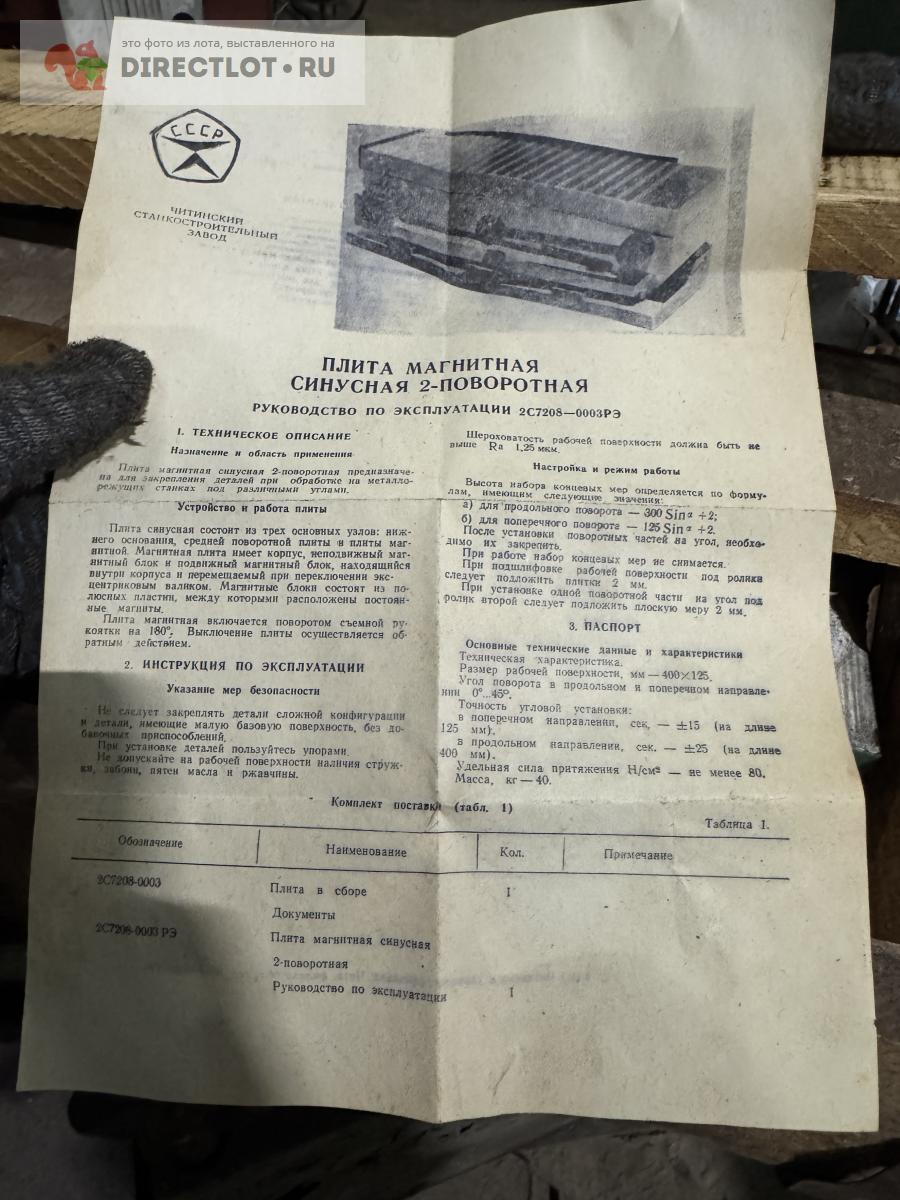 это фото из лота, выставленного на
DIRECTLOT•RU
СССР
ЧИТИНСКИЙ
СТАНКОСТРОИТЕЛЬНЫЙ
ЗАВОД
ПЛИТА МАГНИТНАЯ
СИНУСНАЯ 2-ПОВОРОТНАЯ
РУКОВОДСТВО ПО ЭКСПЛУАТАЦИИ 2С7208—0003РЭ
1. ТЕХНИЧЕСКОЕ ОПИСАНИЕ
Назначение и область применения
Плита магнитная синусная 2-поворотная предназначе-
на для закрепления деталей при обработке на металло-
режущих станках под различными углами.
Устройство и работа плиты
Плита синусная состоит из трех основных узлов: ниж-
него основания, средней поворотной плиты и плиты маг-
нитной. Магнитная плита имеет корпус, неподвижный маг-
нитный блок и подвижный магнитный блок, находящийся
внутри корпуса и перемещаемый при переключении экс-
центриковым валиком. Магнитные блоки состоят из по-
люсных пластин, между которыми расположены постоян-
ные магниты.
Плита магнитная включается поворотом съемной ру-
коятки на 180°. Выключение плиты осуществляется об-
ратным действием.
2. ИНСТРУКЦИЯ ПО ЭКСПЛУАТАЦИИ
Указание мер безопасности
Не следует закреплять детали сложной конфигурации
и детали, имеющие малую базовую поверхность, без до-
бавочных приспособлений.
При установке деталей пользуйтесь упорами.
Не допускайте на рабочей поверхности наличия струж-
ки, забоин, пятен масла и ржавчины.
Шероховатость рабочей поверхности должна быть не
выше Ra 1,25 мкм.
Настройка и режим работы
Высота набора концевых мер определяется по форму-
лам, имеющим следующие значения:
а) для продольного поворота — 300 Sin α +2;
б) для поперечного поворота — 125 Sin α +2.
После установки поворотных частей на угол, необхо-
димо их закрепить.
При работе набор концевых мер не снимается.
При подшлифовке рабочей поверхности под ролики
следует подложить плитки 2 мм.
При установке одной поворотной части на угол под
ролик второй следует подложить плоскую меру 2 мм.
3. ПАСПОРТ
Основные технические данные и характеристики
Техническая характеристика.
Размер рабочей поверхности, мм — 400×125.
Угол поворота в продольном и поперечном направле-
нии 0°...45°.
Точность угловой установки:
в поперечном направлении, сек, — ±15 (на длине
125 мм).
в продольном направлении, сек. — ±25 (на длине
400 мм).
Удельная сила притяжения Н/см² — не менее 80.
Масса, кг — 40.
Комплект поставки (табл. 1)
Таблица 1.
Обозначение Наименование Кол. Примечание
2С7208-0003 Плита в сборе 1
Документы
2С7208-0003 РЭ Плита магнитная синусная
2-поворотная
Руководство по эксплуатации 1